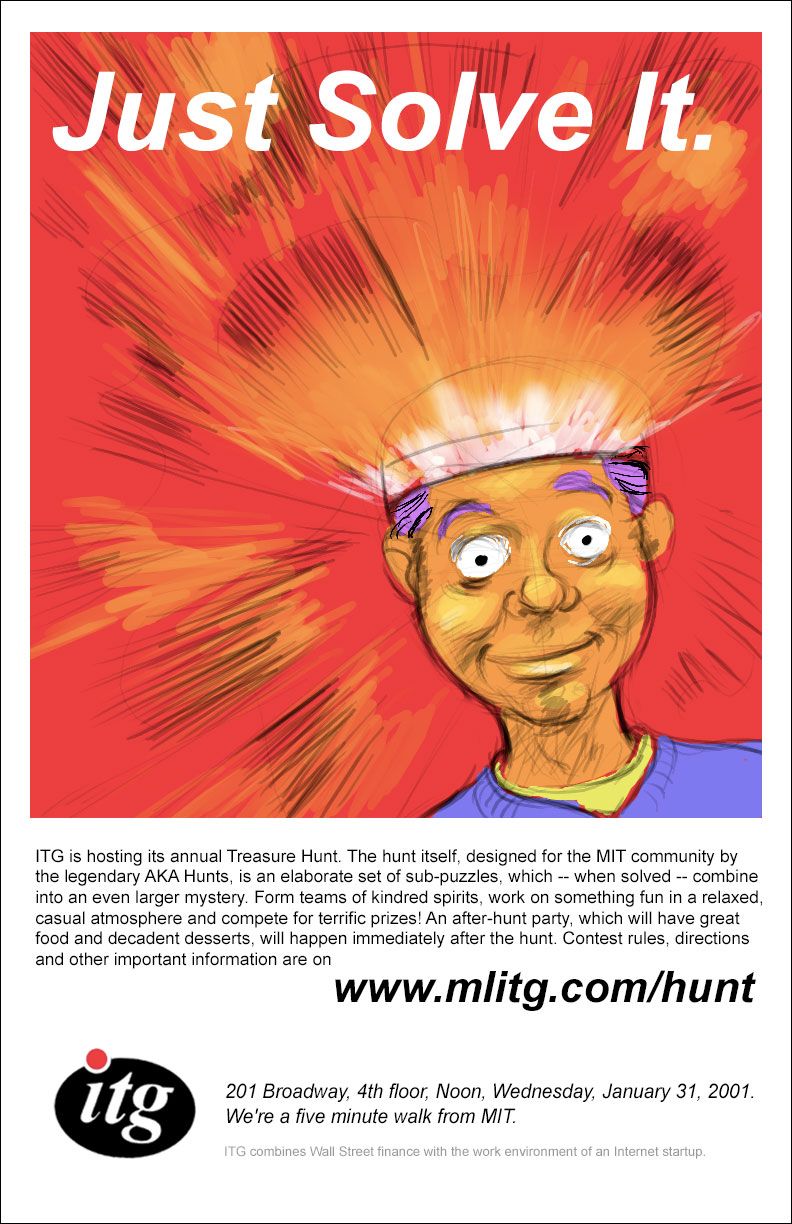 Just Solve It.
ITG is hosting its annual Treasure Hunt. The hunt itself, designed for the MIT community by
the legendary AKA Hunts, is an elaborate set of sub-puzzles, which -- when solved -- combine
into an even larger mystery. Form teams of kindred spirits, work on something fun in a relaxed,
casual atmosphere and compete for terrific prizes! An after-hunt party, which will have great
food and decadent desserts, will happen immediately after the hunt. Contest rules, directions
and other important information are on
www.mlitg.com/hunt
itg
201 Broadway, 4th floor, Noon, Wednesday, January 31, 2001.
We're a five minute walk from MIT.
ITG combines Wall Street finance with the work environment of an Internet startup.